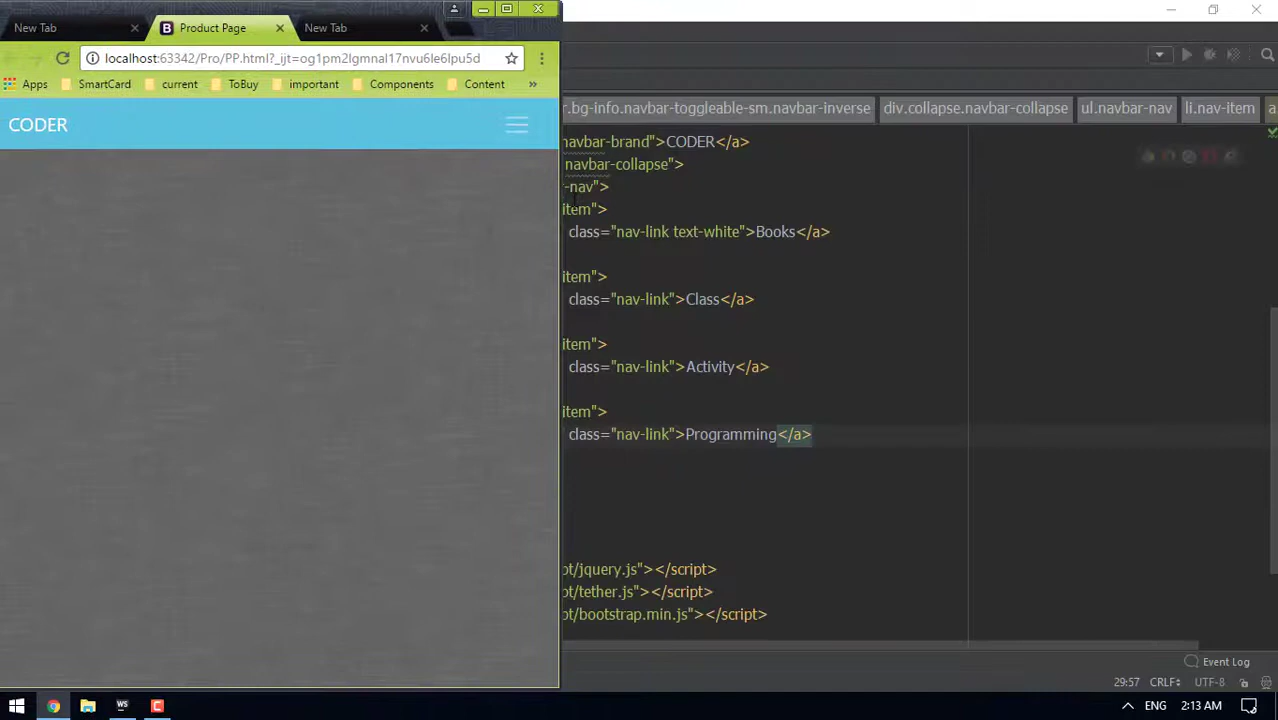 New Tab
Product Page
New Tab
localhost:63342/Pro/PP.html?_ijt=og1pm2lgmnal17nvu6le6lpu5d
Apps SmartCard current ToBuy important Components Content »
CODER
r.bg-info.navbar-toggleable-sm.navbar-inverse div.collapse.navbar-collapse ul.navbar-nav li.nav-item a
navbar-brand">CODER</a>
navbar-collapse">
r-nav">
item">
class="nav-link text-white">Books</a>
item">
class="nav-link">Class</a>
item">
class="nav-link">Activity</a>
item">
class="nav-link">Programming</a>
pt/jquery.js"></script>
pt/tether.js"></script>
pt/bootstrap.min.js"></script>
Event Log
29:57 CRLF UTF-8
WS C ENG 2:13 AM